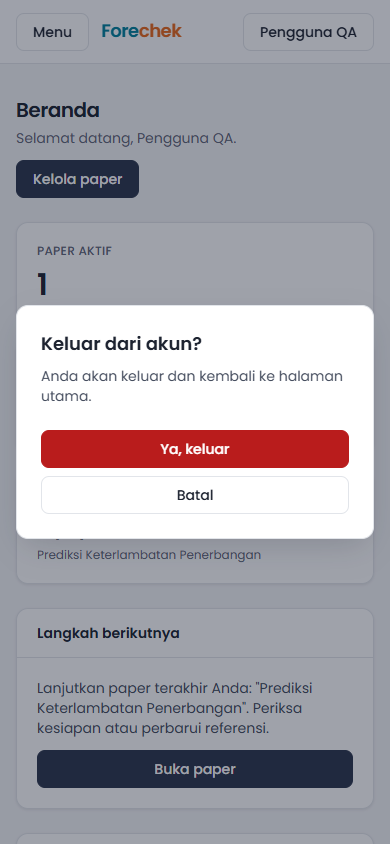 Menu
Forechek
Pengguna QA
Beranda
Selamat datang, Pengguna QA.
Kelola paper
PAPER AKTIF
1
Keluar dari akun?
Anda akan keluar dan kembali ke halaman
utama.
Ya, keluar
Batal
Prediksi Keterlambatan Penerbangan
Langkah berikutnya
Lanjutkan paper terakhir Anda: "Prediksi
Keterlambatan Penerbangan". Periksa
kesiapan atau perbarui referensi.
Buka paper